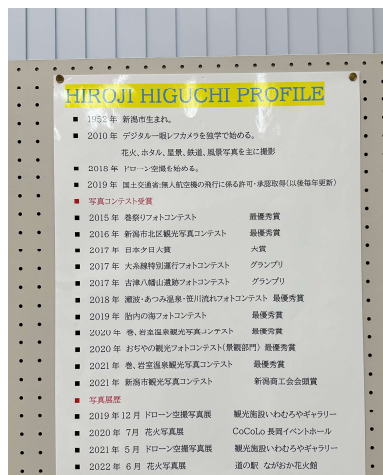 HIROJI HIGUCHI PROFILE
■ 1952年 新潟市生まれ。
■ 2010年 デジタル一眼レフカメラを独学で始める。
花火、ホタル、星景、鉄道、風景写真を主に撮影
■ 2018年 ドローン空撮を始める。
■ 2019年 国土交通省:無人航空機の飛行に係る許可・承認取得(以後毎年更新)
■ 写真コンテスト受賞
■ 2015年 巻祭りフォトコンテスト 最優秀賞
■ 2016年 新潟市北区観光写真コンテスト 最優秀賞
■ 2017年 日本夕日大賞 大賞
■ 2017年 大糸線特別運行フォトコンテスト グランプリ
■ 2017年 古津八幡山遺跡フォトコンテスト グランプリ
■ 2018年 瀬波・あつみ温泉・笹川流れフォトコンテスト 最優秀賞
■ 2019年 胎内の海フォトコンテスト 最優秀賞
■ 2020年 巻、岩室温泉観光写真コンテスト 最優秀賞
■ 2020年 おぢやの観光フォトコンテスト(景観部門) 最優秀賞
■ 2021年 巻、岩室温泉観光写真コンテスト 最優秀賞
■ 2021年 新潟市観光写真コンテスト 新潟商工会会頭賞
■ 写真展歴
■ 2019年12月 ドローン空撮写真展 観光施設いわむろやギャラリー
■ 2020年 7月 花火写真展 CoCoLo長岡イベントホール
■ 2021年 5月 ドローン空撮写真展 観光施設いわむろやギャラリー
■ 2022年 6月 花火写真展 道の駅 ながおか花火館